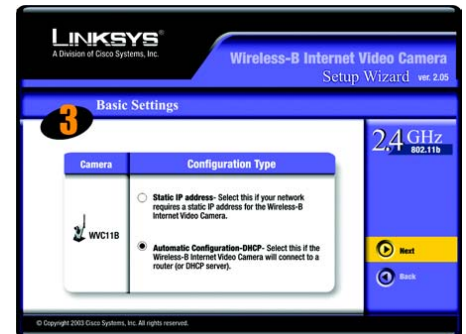 LINKSYS®
A Division of Cisco Systems, Inc.
Wireless-B Internet Video Camera
Setup Wizard ver. 2.05
3
Basic Settings
2.4 GHz
802.11b
Camera
Configuration Type
WVC11B
Static IP address- Select this if your network
requires a static IP address for the Wireless-B
Internet Video Camera.
Automatic Configuration-DHCP- Select this if the
Wireless-B Internet Video Camera will connect to a
router (or DHCP server).
Next
Back
© Copyright 2003 Cisco Systems, Inc. All rights reserved.